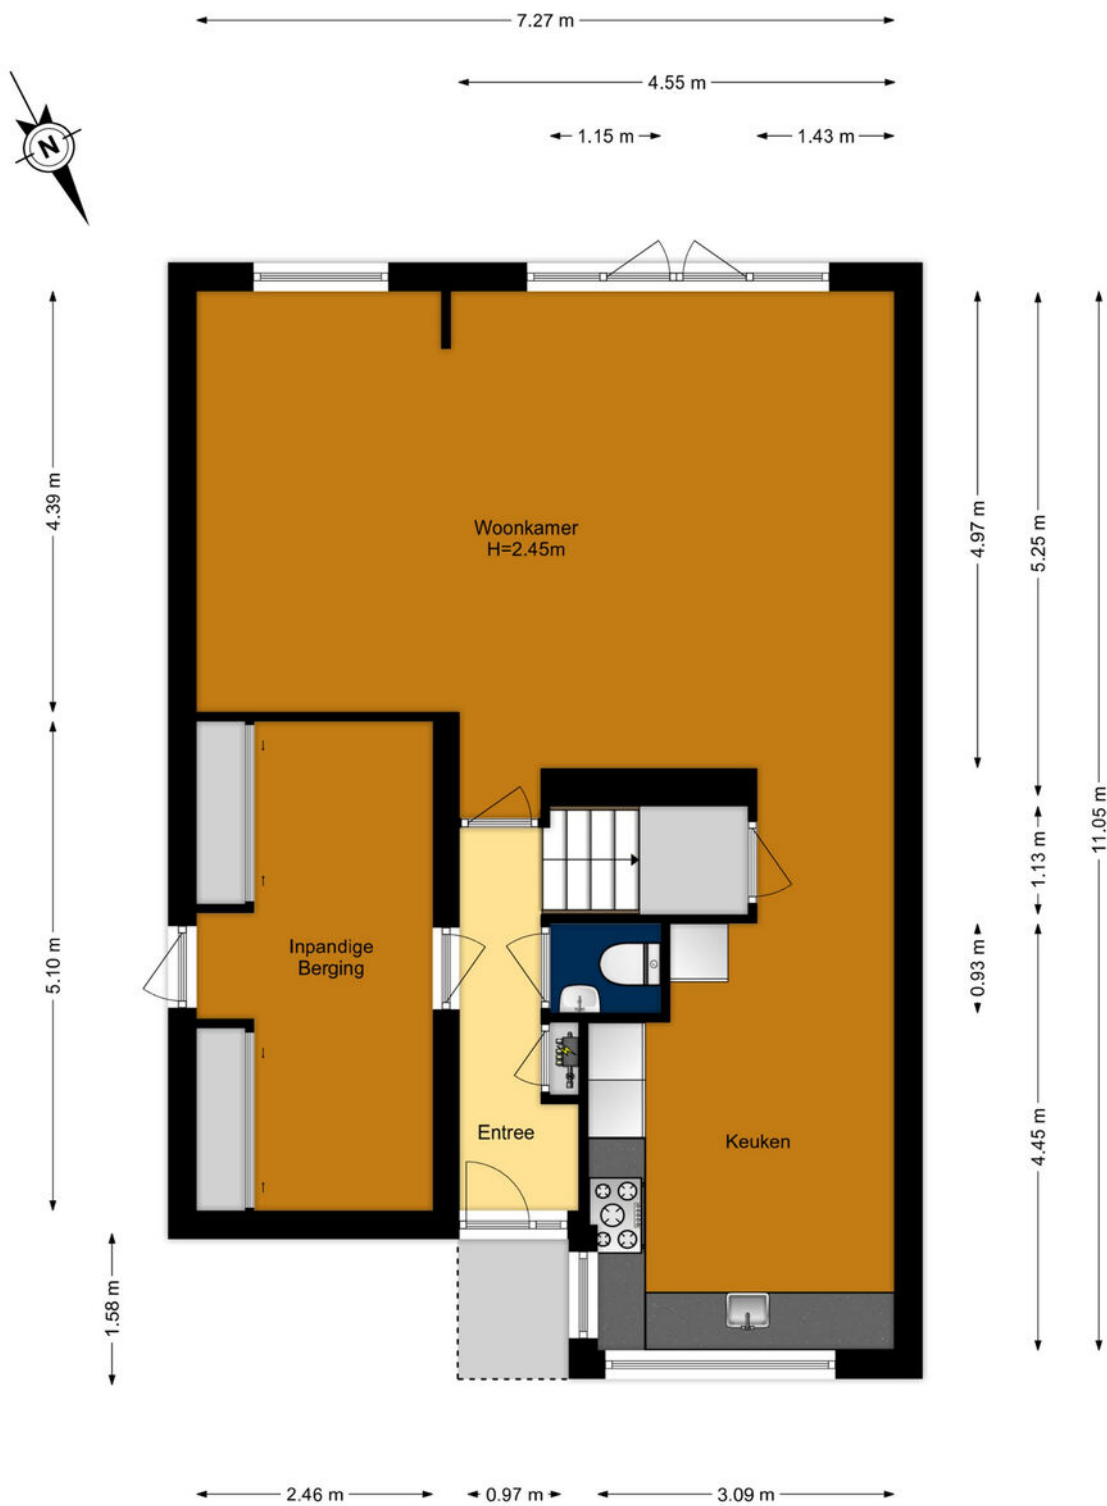 7.27 m
4.55 m
1.15 m
1.43 m
N
4.39 m
4.97 m
5.25 m
11.05 m
Woonkamer
H=2.45m
1.13 m
Inpandige
Berging
5.10 m
0.93 m
Entree
Keuken
4.45 m
1.58 m
2.46 m
0.97 m
3.09 m